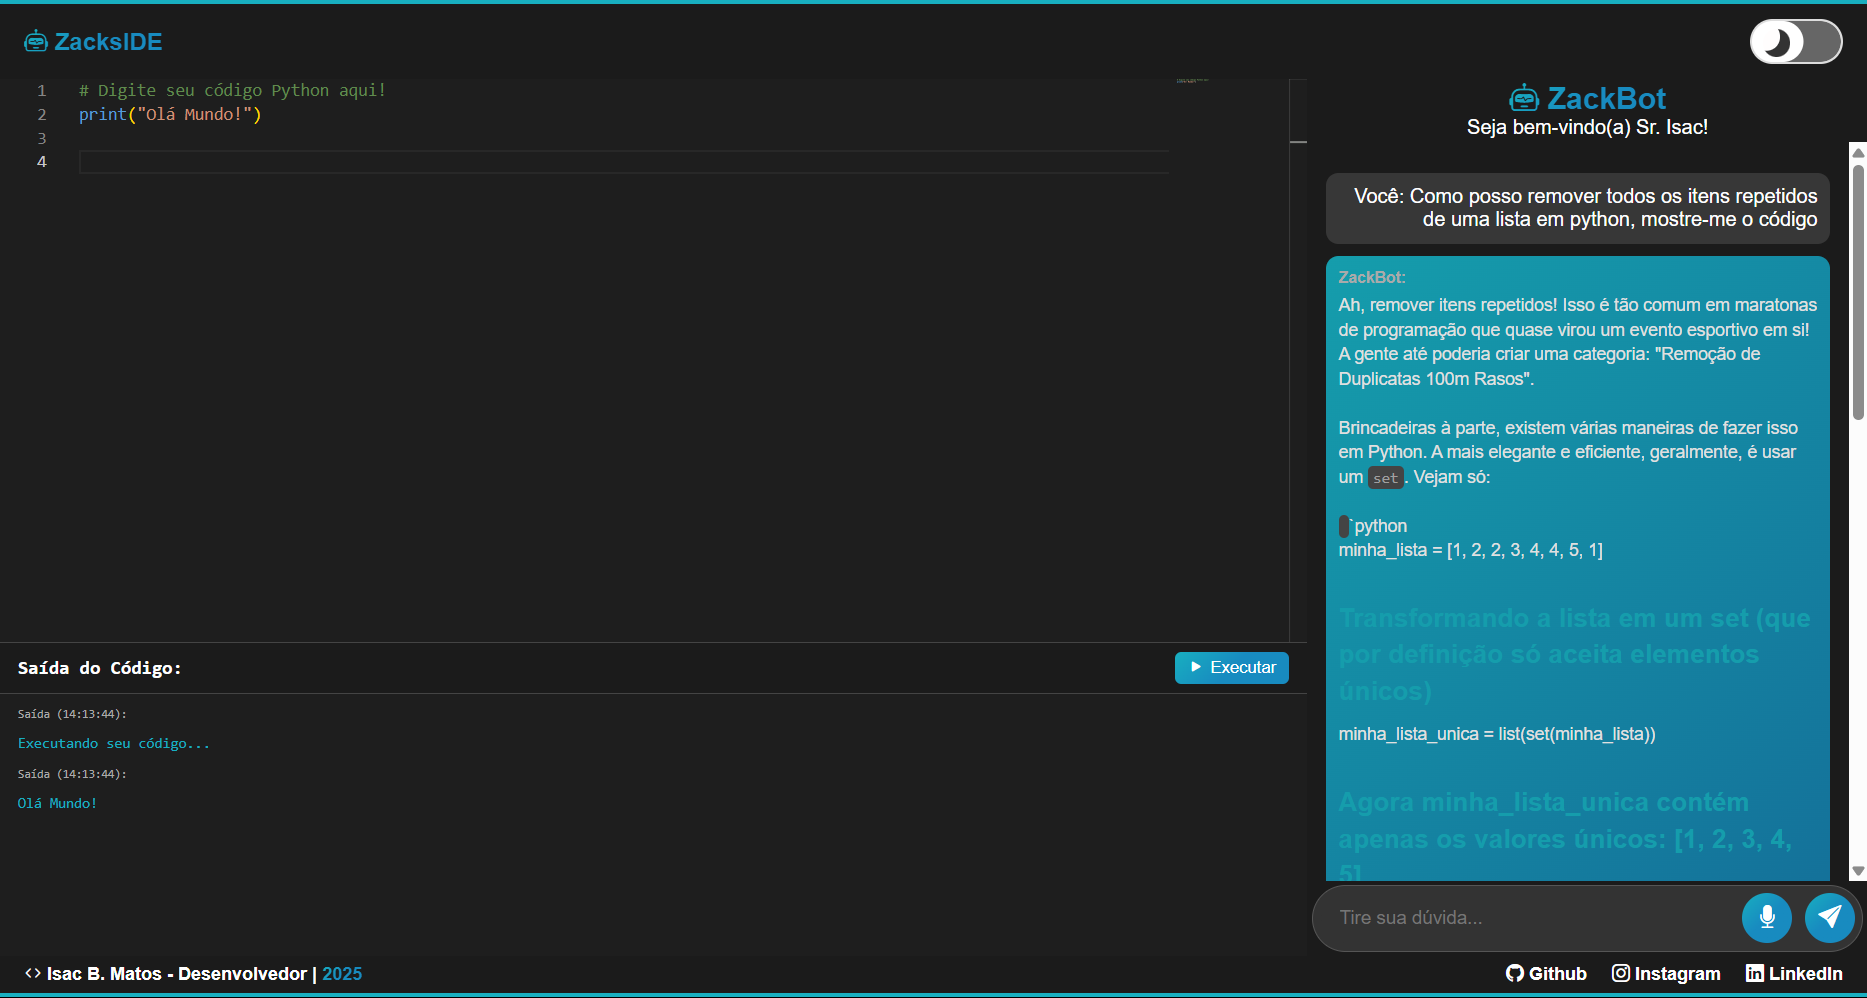 ZacksIDE
1 # Digite seu código Python aqui!
2 print("Olá Mundo!")
3
4
Saída do Código:
Executar
Saída (14:13:44):
Executando seu código...
Saída (14:13:44):
Olá Mundo!
ZackBot
Seja bem-vindo(a) Sr. Isac!
Você: Como posso remover todos os itens repetidos
de uma lista em python, mostre-me o código
ZackBot:
Ah, remover itens repetidos! Isso é tão comum em maratonas
de programação que quase virou um evento esportivo em si!
A gente até poderia criar uma categoria: "Remoção de
Duplicatas 100m Rasos".
Brincadeiras à parte, existem várias maneiras de fazer isso
em Python. A mais elegante e eficiente, geralmente, é usar
um set. Vejam só:
`python
minha_lista = [1, 2, 2, 3, 4, 4, 5, 1]
Transformando a lista em um set (que
por definição só aceita elementos
únicos)
minha_lista_unica = list(set(minha_lista))
Agora minha_lista_unica contém
apenas os valores únicos: [1, 2, 3, 4,
5]
Tire sua dúvida...
<> Isac B. Matos - Desenvolvedor | 2025
Github
Instagram
LinkedIn